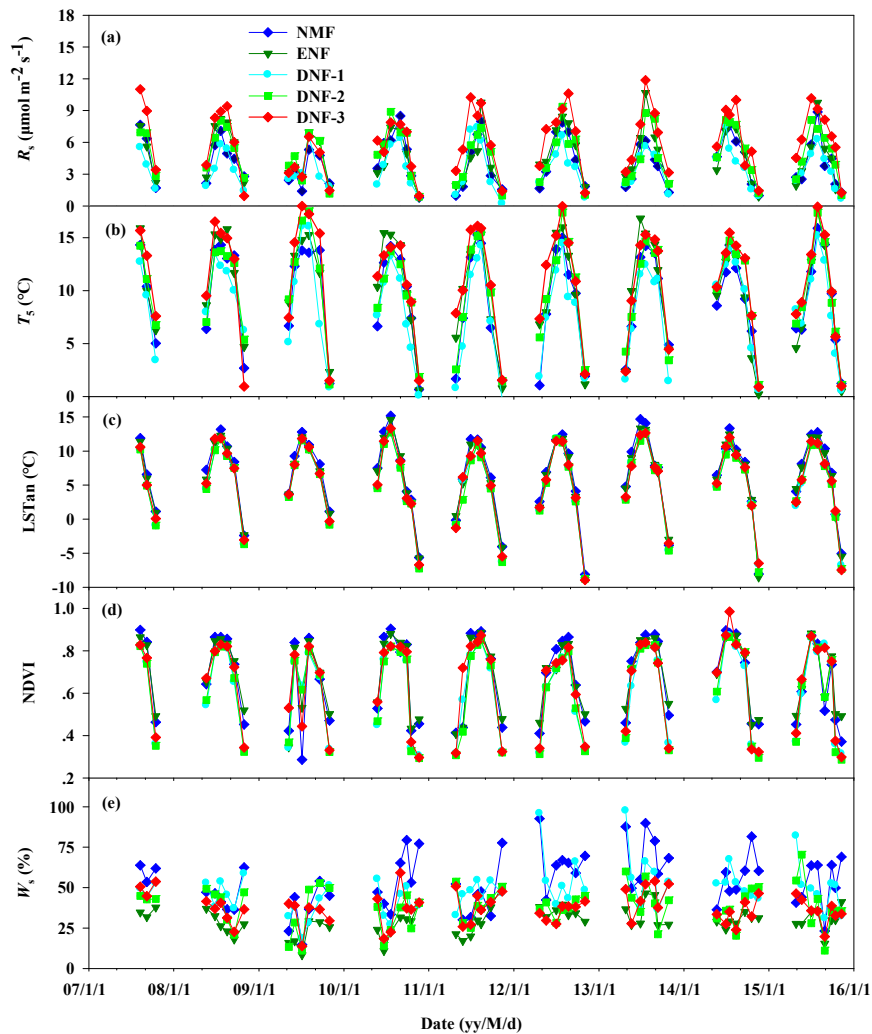 18
15
12
9
6
3
0
Rs (μmol m−2 s−1)
(a)
NMF
ENF
DNF-1
DNF-2
DNF-3
15
10
5
0
T5 (°C)
(b)
15
10
5
0
-5
-10
LSTan (°C)
(c)
1.0
.8
.6
.4
.2
NDVI
(d)
100
75
50
25
0
Ws (%)
(e)
07/1/1 08/1/1 09/1/1 10/1/1 11/1/1 12/1/1 13/1/1 14/1/1 15/1/1 16/1/1
Date (yy/M/d)